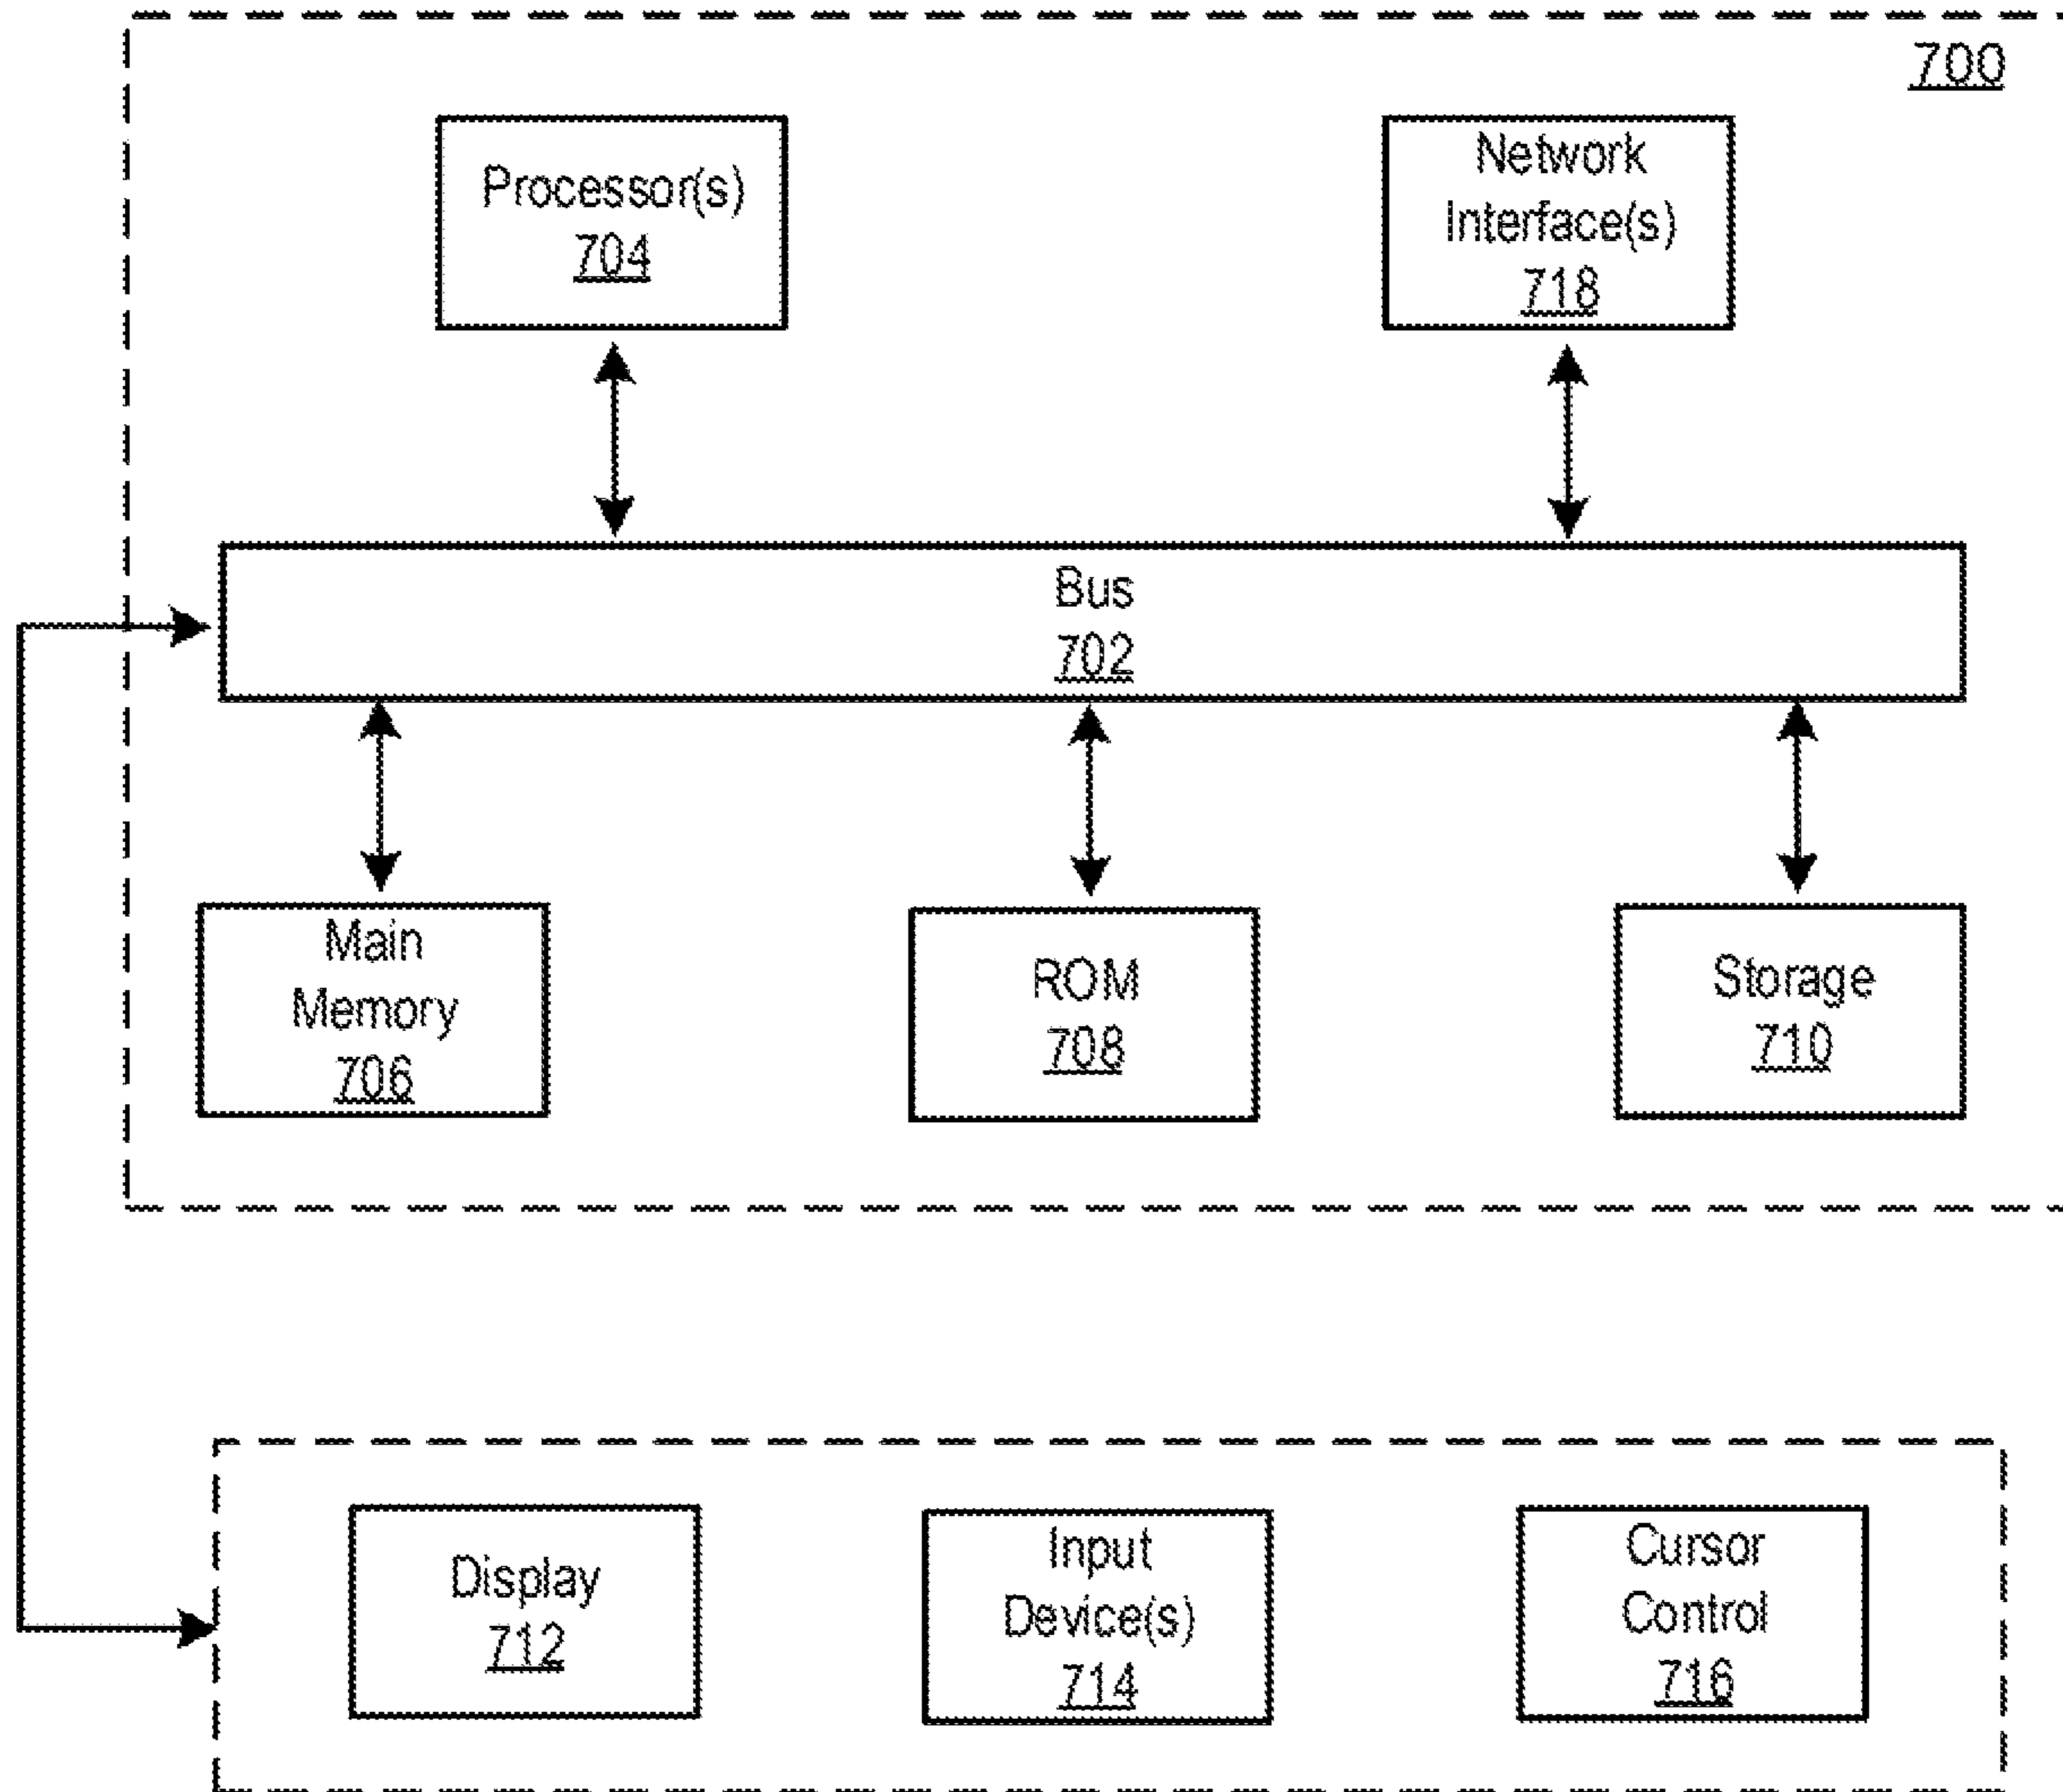 700
Processor(s)
704
Network
Interface(s)
718
Bus
702
Main
Memory
706
ROM
708
Storage
710
Display
712
Input
Device(s)
714
Cursor
Control
716